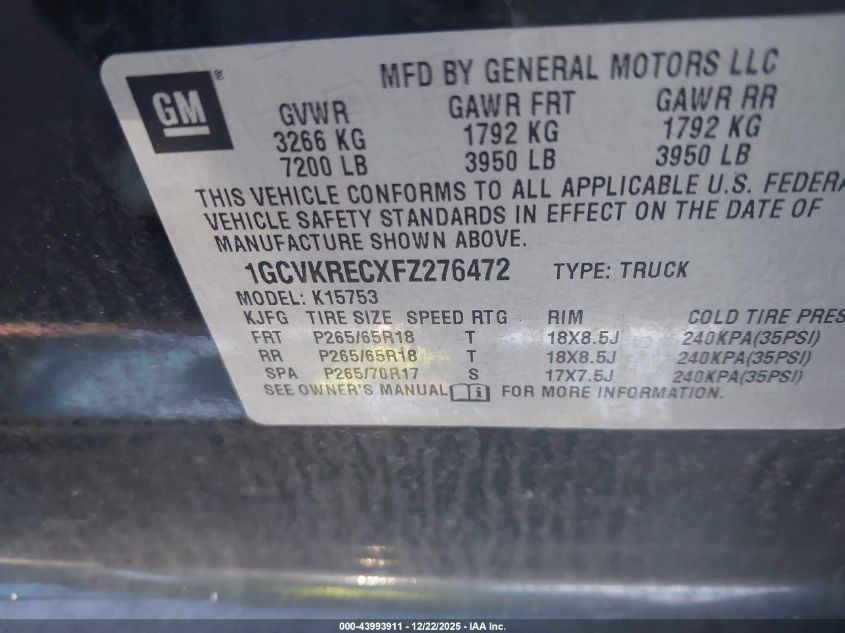 MFD BY GENERAL MOTORS LLC
GM ®
GVWR GAWR FRT GAWR RR
3266 KG 1792 KG 1792 KG
7200 LB 3950 LB 3950 LB
THIS VEHICLE CONFORMS TO ALL APPLICABLE U.S. FEDERA
VEHICLE SAFETY STANDARDS IN EFFECT ON THE DATE OF
MANUFACTURE SHOWN ABOVE.
1GCVKRECXFZ276472 TYPE: TRUCK
MODEL: K15753
KJFG TIRE SIZE SPEED RTG RIM COLD TIRE PRES
FRT P265/65R18 T 18X8.5J 240KPA(35PSI)
RR P265/65R18 T 18X8.5J 240KPA(35PSI)
SPA P265/70R17 S 17X7.5J 240KPA(35PSI)
SEE OWNER'S MANUAL i FOR MORE INFORMATION.
000-43993911 - 12/22/2025 - IAA Inc.